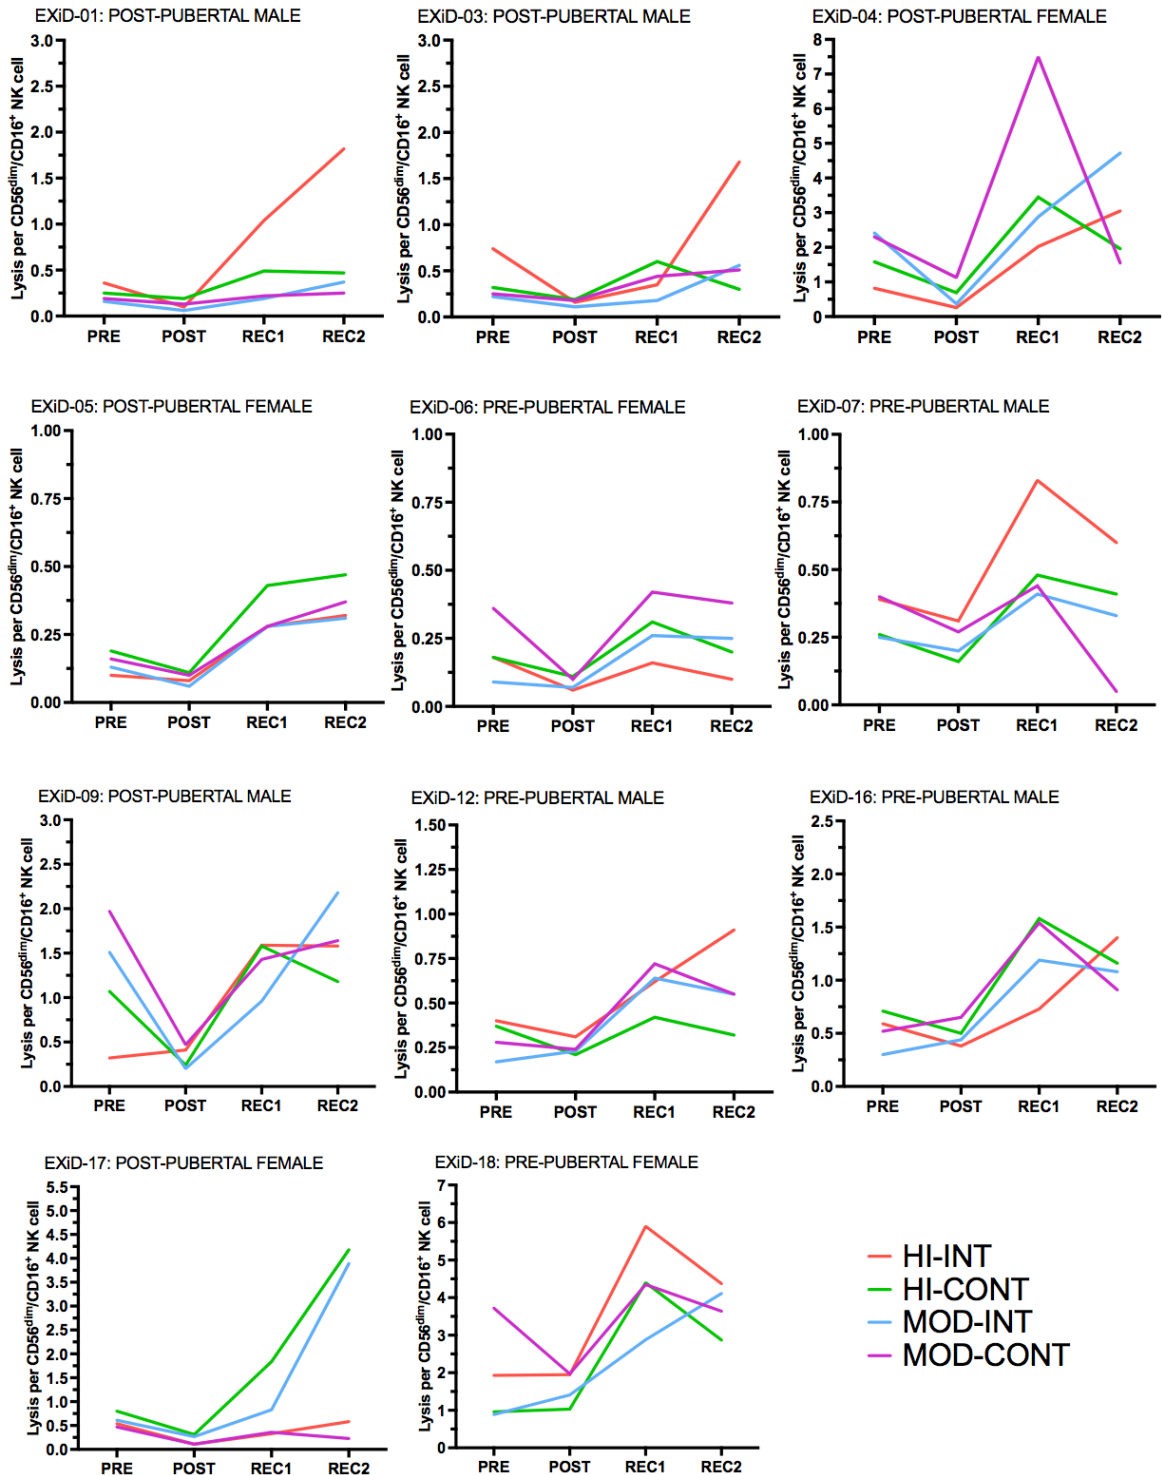 EXiD-01: POST-PUBERTAL MALE
Lysis per CD56dim/CD16+ NK cell
3.0
2.5
2.0
1.5
1.0
0.5
0.0
PRE POST REC1 REC2
EXiD-03: POST-PUBERTAL MALE
Lysis per CD56dim/CD16+ NK cell
3.0
2.5
2.0
1.5
1.0
0.5
0.0
PRE POST REC1 REC2
EXiD-04: POST-PUBERTAL FEMALE
Lysis per CD56dim/CD16+ NK cell
8
7
6
5
4
3
2
1
0
PRE POST REC1 REC2
EXiD-05: POST-PUBERTAL FEMALE
Lysis per CD56dim/CD16+ NK cell
1.00
0.75
0.50
0.25
0.00
PRE POST REC1 REC2
EXiD-06: PRE-PUBERTAL FEMALE
Lysis per CD56dim/CD16+ NK cell
1.00
0.75
0.50
0.25
0.00
PRE POST REC1 REC2
EXiD-07: PRE-PUBERTAL MALE
Lysis per CD56dim/CD16+ NK cell
1.00
0.75
0.50
0.25
0.00
PRE POST REC1 REC2
EXiD-09: POST-PUBERTAL MALE
Lysis per CD56dim/CD16+ NK cell
3.0
2.5
2.0
1.5
1.0
0.5
0.0
PRE POST REC1 REC2
EXiD-12: PRE-PUBERTAL MALE
Lysis per CD56dim/CD16+ NK cell
1.50
1.25
1.00
0.75
0.50
0.25
0.00
PRE POST REC1 REC2
EXiD-16: PRE-PUBERTAL MALE
Lysis per CD56dim/CD16+ NK cell
2.5
2.0
1.5
1.0
0.5
0.0
PRE POST REC1 REC2
EXiD-17: POST-PUBERTAL FEMALE
Lysis per CD56dim/CD16+ NK cell
5.5
5.0
4.5
4.0
3.5
3.0
2.5
2.0
1.5
1.0
0.5
0.0
PRE POST REC1 REC2
EXiD-18: PRE-PUBERTAL FEMALE
Lysis per CD56dim/CD16+ NK cell
7
6
5
4
3
2
1
0
PRE POST REC1 REC2
HI-INT
HI-CONT
MOD-INT
MOD-CONT